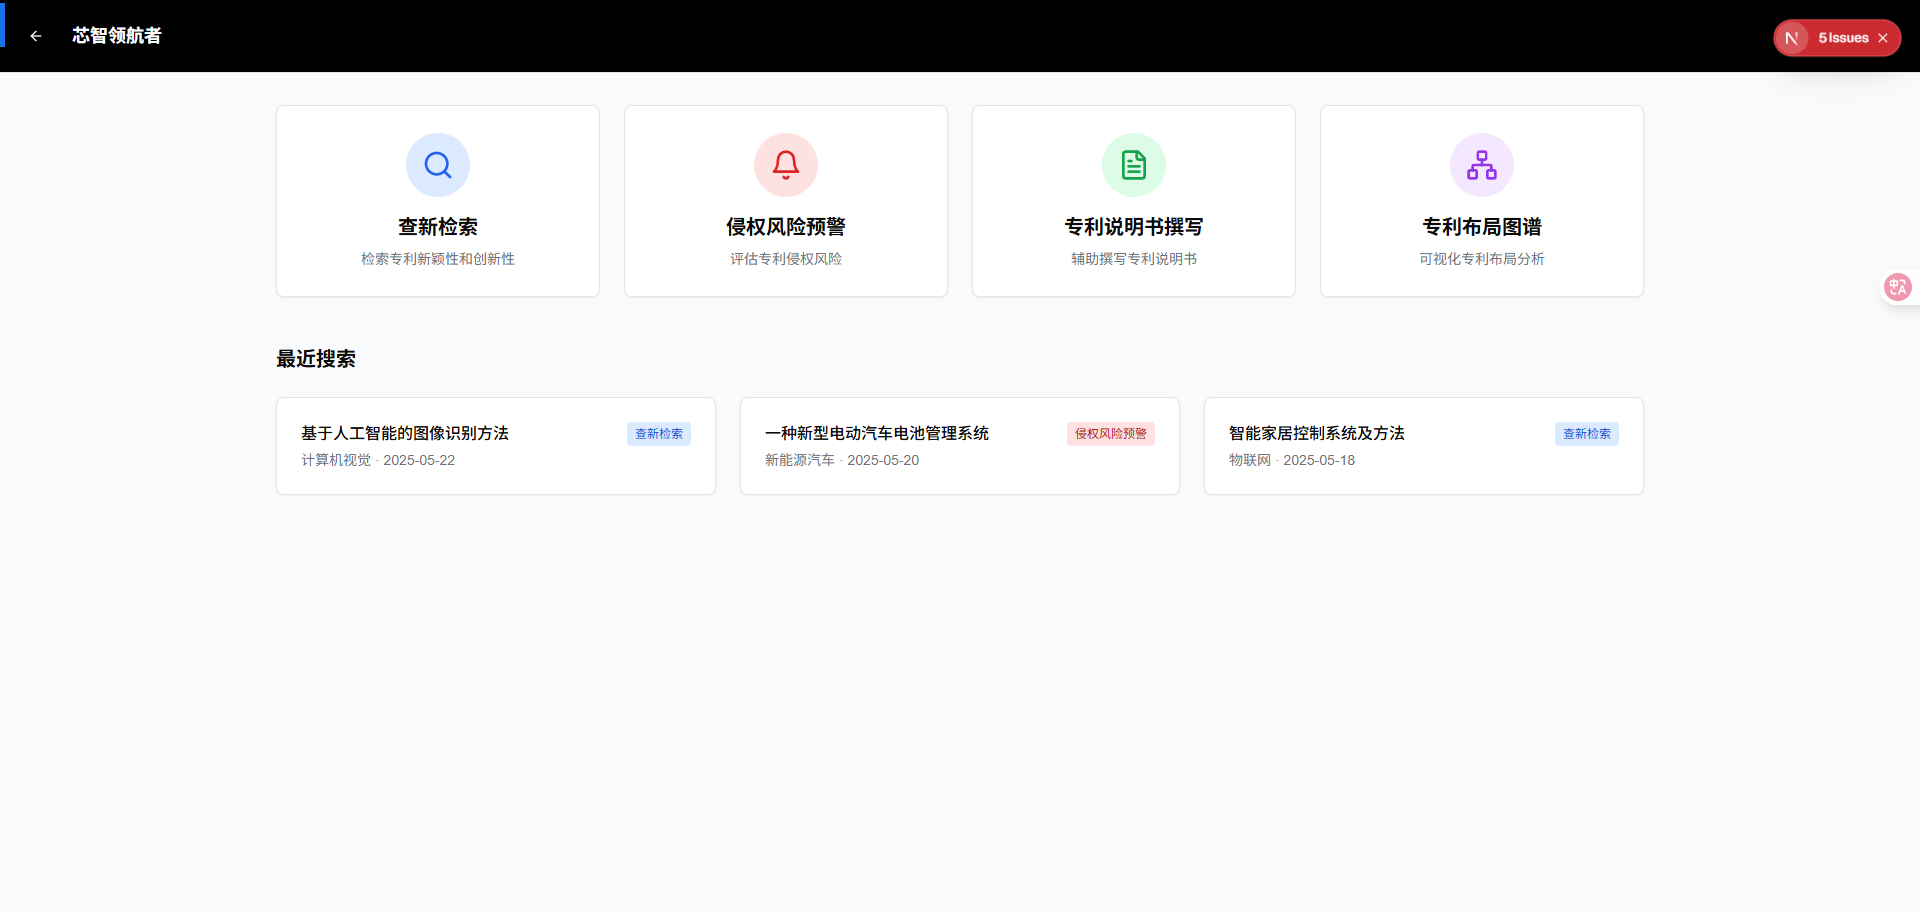 芯智领航者
N
5 Issues
查新检索
检索专利新颖性和创新性
侵权风险预警
评估专利侵权风险
专利说明书撰写
辅助撰写专利说明书
专利布局图谱
可视化专利布局分析
中A
最近搜索
基于人工智能的图像识别方法 查新检索
计算机视觉 · 2025-05-22
一种新型电动汽车电池管理系统 侵权风险预警
新能源汽车 · 2025-05-20
智能家居控制系统及方法 查新检索
物联网 · 2025-05-18